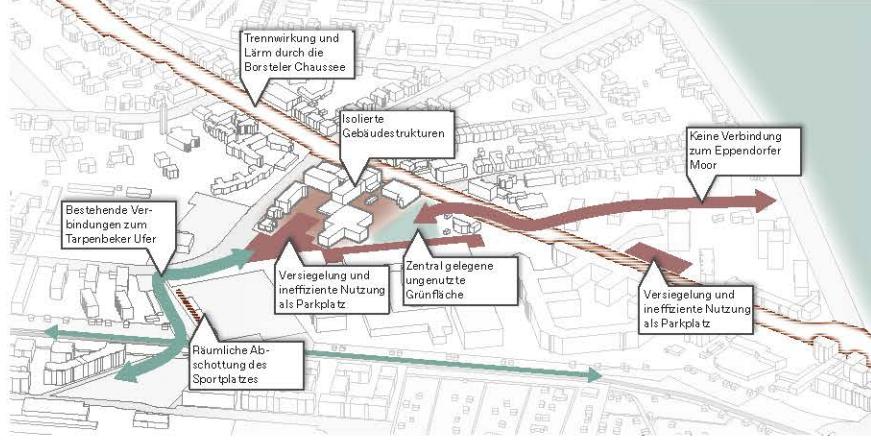 Trennwirkung und
Lärm durch die
Borsteler Chaussee
Isolierte
Gebäudestrukturen
Keine Verbindung
zum Eppendorfer
Moor
Bestehende Ver-
bindungen zum
Tarpenbeker Ufer
Versiegelung und
ineffiziente Nutzung
als Parkplatz
Zentral gelegene
ungenutzte
Grünfläche
Versiegelung und
ineffiziente Nutzung
als Parkplatz
Räumliche Ab-
schottung des
Sportplatzes